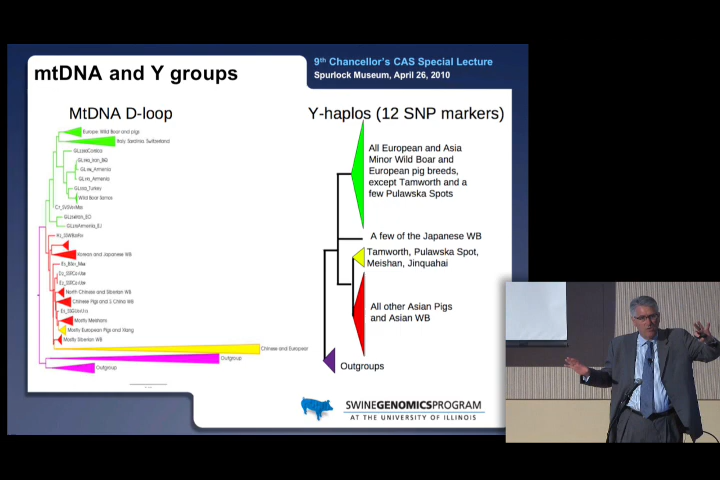 9th Chancellor's CAS Special Lecture
Spurlock Museum, April 26, 2010
mtDNA and Y groups
MtDNA D-loop
Europe Wild Boar and pigs
Italy Sardinia Switzerland
Wild Boar Samos
Korean and Japanese WB
North Chinese and Siberian WB
Chinese Pigs and S China WB
Mostly Meishans
Mostly European Pigs and Xiang
Mostly Siberian WB
Chinese and European
Outgroup
Outgroup
Y-haplos (12 SNP markers)
All European and Asia
Minor Wild Boar and
European pig breeds,
except Tamworth and a
few Pulawska Spots
A few of the Japanese WB
Tamworth, Pulawska Spot,
Meishan, Jinquahai
All other Asian Pigs
and Asian WB
Outgroups
SWINEGENOMICSPROGRAM
AT THE UNIVERSITY OF ILLINOIS